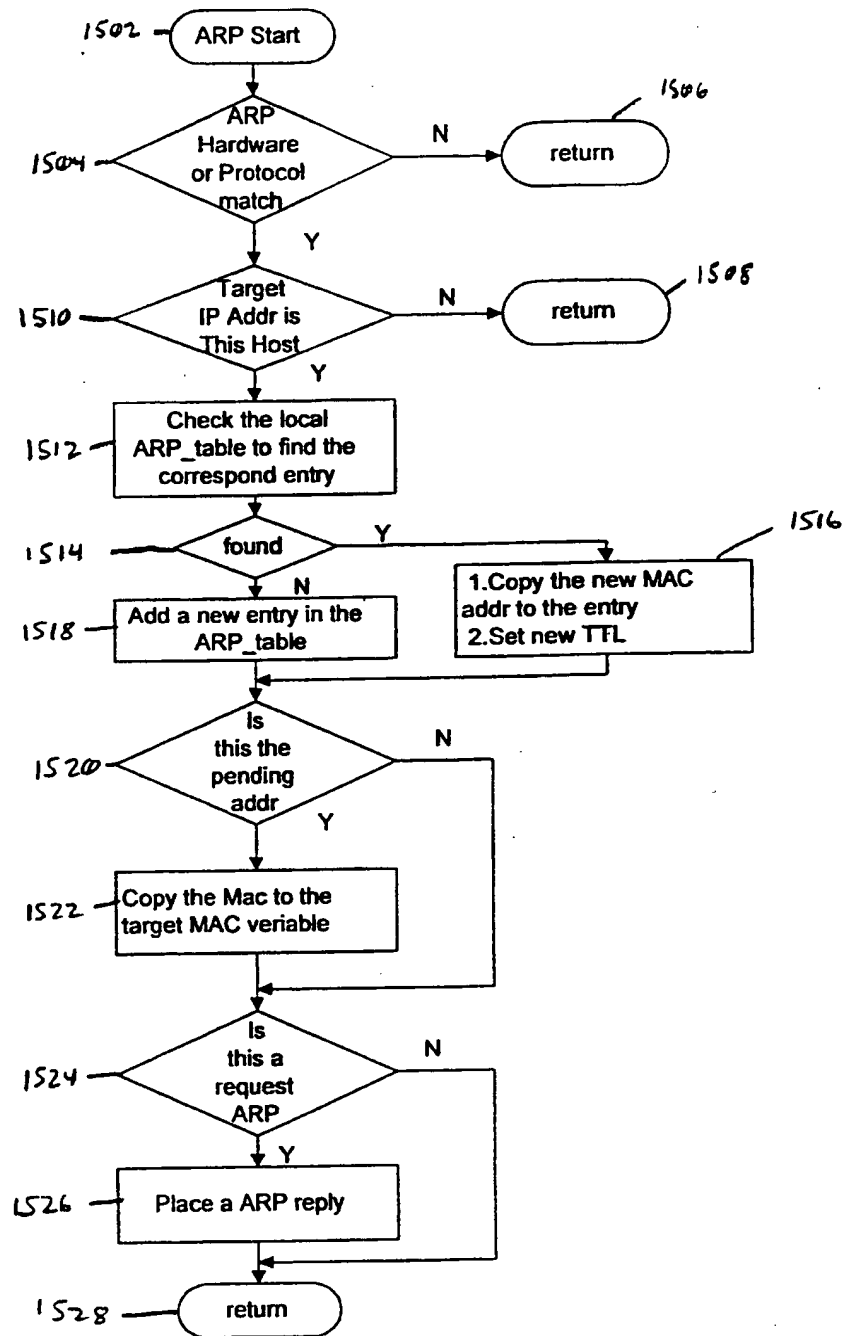 1502
ARP Start
ARP
Hardware
or Protocol
match
1504
N
1506
return
Y
Target
IP Addr is
This Host
1510
N
1508
return
Y
Check the local
ARP_table to find the
correspond entry
1512
found
1514
Y
1516
1.Copy the new MAC
addr to the entry
2.Set new TTL
N
Add a new entry in the
ARP_table
1518
Is
this the
pending
addr
1520
N
Y
Copy the Mac to the
target MAC veriable
1522
Is
this a
request
ARP
1524
N
Y
Place a ARP reply
1526
return
1528